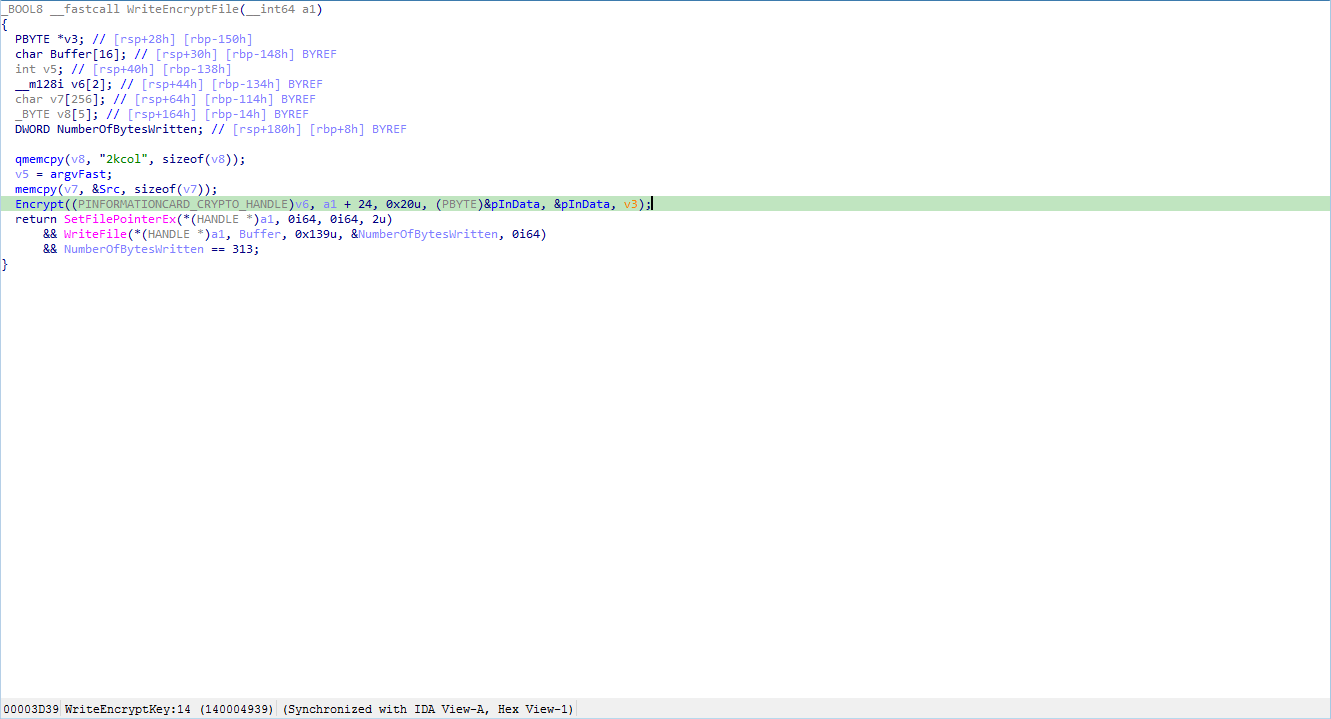 _BOOL8 __fastcall WriteEncryptFile(__int64 a1)
{
  PBYTE *v3; // [rsp+28h] [rbp-150h]
  char Buffer[16]; // [rsp+30h] [rbp-148h] BYREF
  int v5; // [rsp+40h] [rbp-138h]
  __m128i v6[2]; // [rsp+44h] [rbp-134h] BYREF
  char v7[256]; // [rsp+64h] [rbp-114h] BYREF
  _BYTE v8[5]; // [rsp+164h] [rbp-14h] BYREF
  DWORD NumberOfBytesWritten; // [rsp+180h] [rbp+8h] BYREF
  qmemcpy(v8, "2kcol", sizeof(v8));
  v5 = argvFast;
  memcpy(v7, &Src, sizeof(v7));
  Encrypt((PINFORMATIONCARD_CRYPTO_HANDLE)v6, a1 + 24, 0x20u, (PBYTE)&pInData, &pInData, v3);
  return SetFilePointerEx(*(HANDLE *)a1, 0i64, 0i64, 2u)
      && WriteFile(*(HANDLE *)a1, Buffer, 0x139u, &NumberOfBytesWritten, 0i64)
      && NumberOfBytesWritten == 313;
}
00003D39 WriteEncryptKey:14 (140004939) (Synchronized with IDA View-A, Hex View-1)